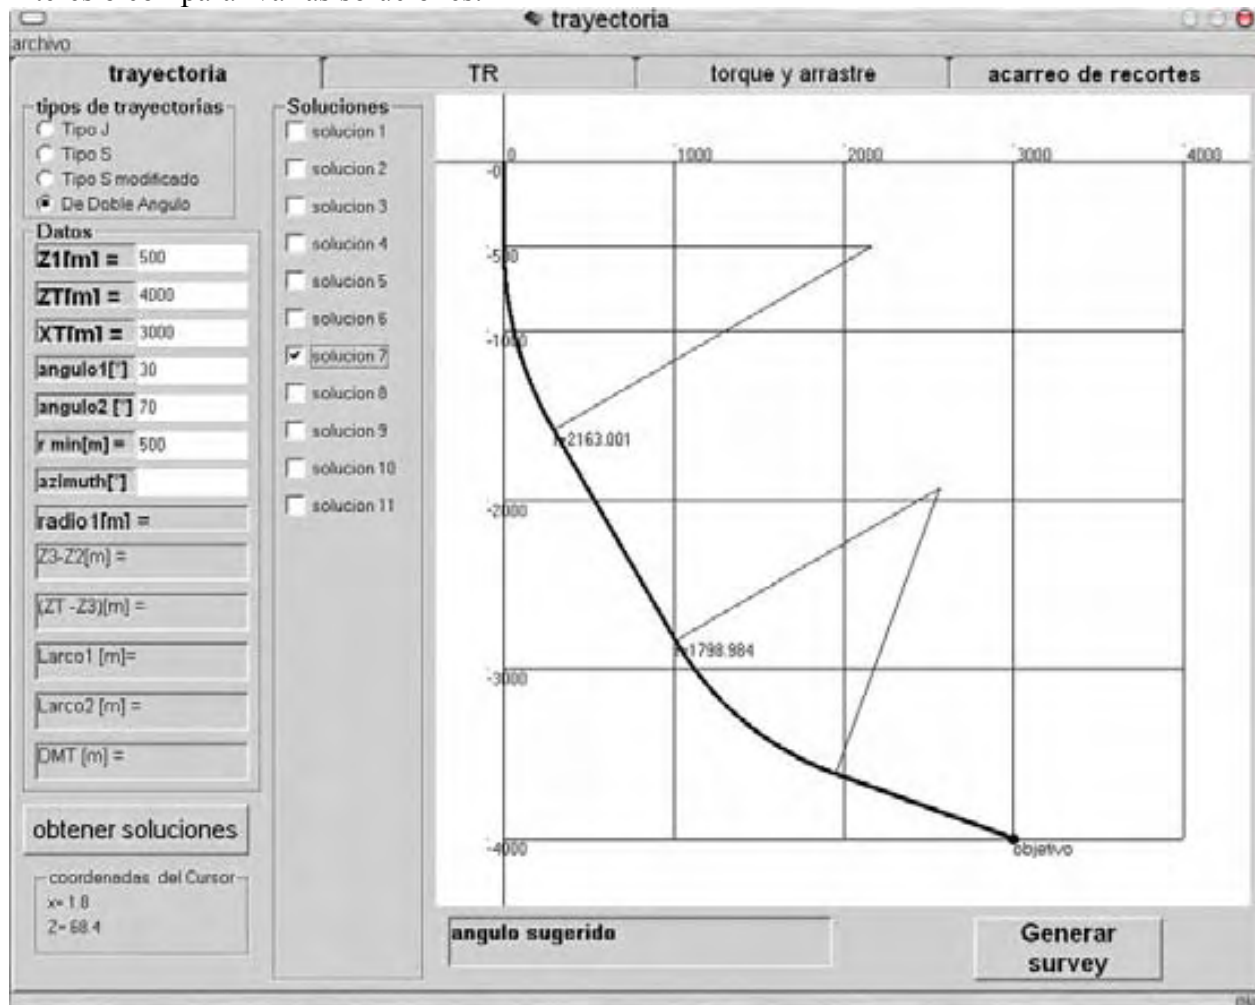 trayectoria
archivo
trayectoria
TR
torque y arrastre
acarreo de recortes
tipos de trayectorias
Tipo J
Tipo S
Tipo S modificado
De Doble Angulo
Datos
Z1[m] = 500
ZT[m] = 4000
XT[m] = 3000
angulo1[°] 30
angulo2 [°] 70
r min[m] = 500
azimuth[°]
radio1[m] =
Z3-Z2[m] =
(ZT -Z3)[m] =
Larco1 [m]=
Larco2 [m] =
DMT [m] =
obtener soluciones
coordenadas del Cursor
x= 1.8
Z= 68.4
Soluciones
solucion 1
solucion 2
solucion 3
solucion 4
solucion 5
solucion 6
solucion 7
solucion 8
solucion 9
solucion 10
solucion 11
0 1000 2000 3000 4000
-0
-500
-1000
r=2163.001
-2000
r=1798.984
-3000
-4000
objetivo
angulo sugerido
Generar
survey